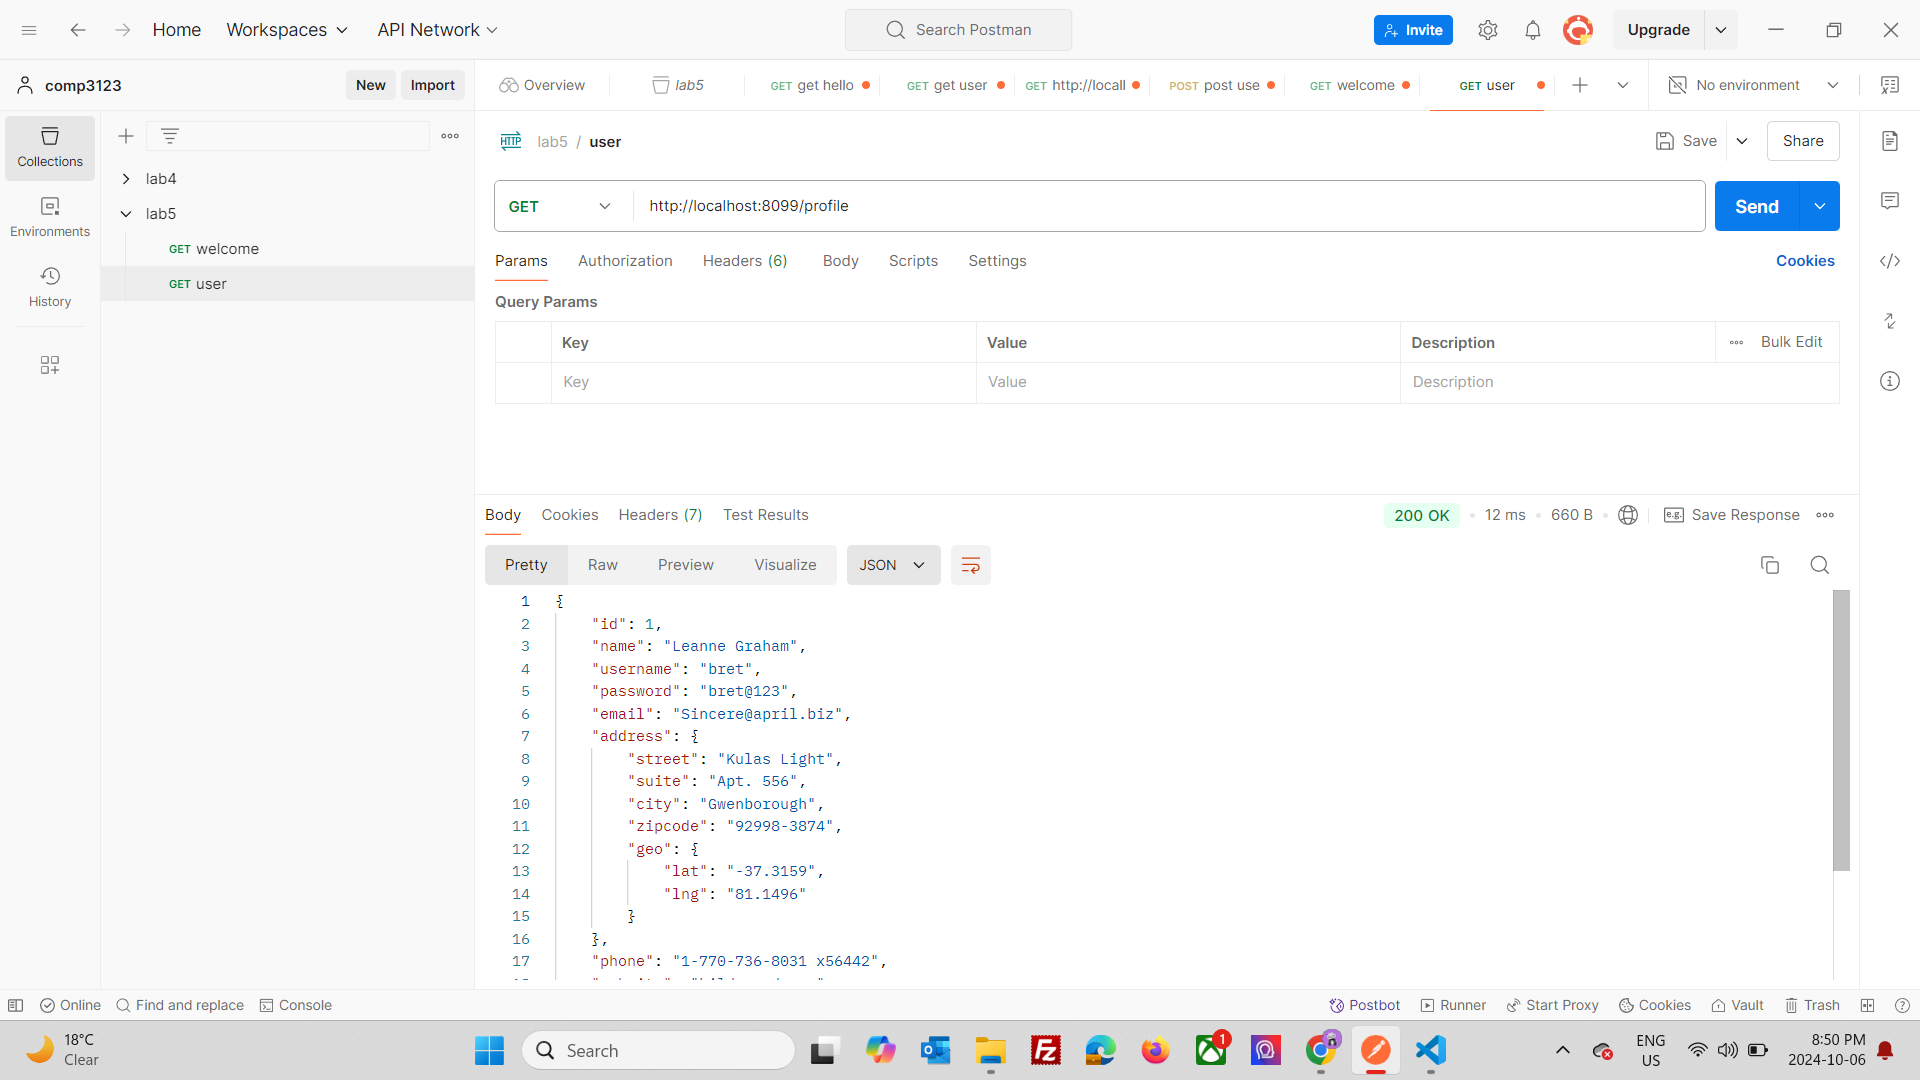 Home Workspaces API Network Search Postman Invite Upgrade
comp3123 New Import Overview lab5 GET get hello GET get user GET http://locall POST post use GET welcome GET user No environment
Collections
Environments
History
lab4
lab5
GET welcome
GET user
HTTP lab5 / user Save Share
GET http://localhost:8099/profile Send
Params Authorization Headers (6) Body Scripts Settings Cookies
Query Params
Key Value Description Bulk Edit
Key Value Description
Body Cookies Headers (7) Test Results 200 OK 12 ms 660 B e.g. Save Response
Pretty Raw Preview Visualize JSON
1 {
2 "id": 1,
3 "name": "Leanne Graham",
4 "username": "bret",
5 "password": "bret@123",
6 "email": "Sincere@april.biz",
7 "address": {
8 "street": "Kulas Light",
9 "suite": "Apt. 556",
10 "city": "Gwenborough",
11 "zipcode": "92998-3874",
12 "geo": {
13 "lat": "-37.3159",
14 "lng": "81.1496"
15 }
16 },
17 "phone": "1-770-736-8031 x56442",
Online Find and replace Console Postbot Runner Start Proxy Cookies Vault Trash
18°C
Clear
Search
1
ENG
US
8:50 PM
2024-10-06